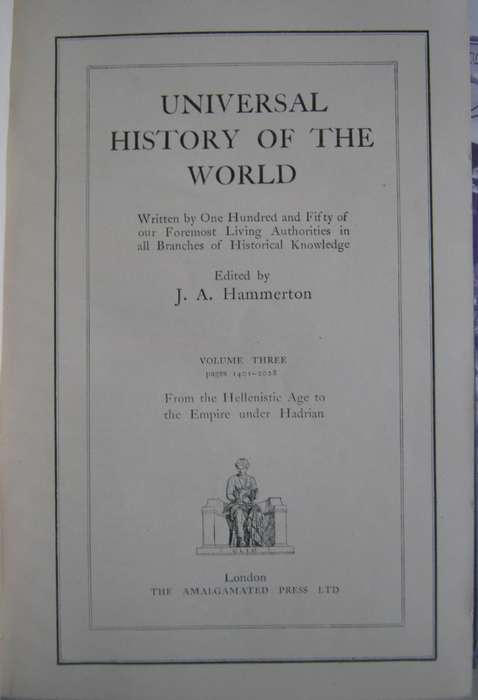 UNIVERSAL
HISTORY OF THE
WORLD
Written by One Hundred and Fifty of
our Foremost Living Authorities in
all Branches of Historical Knowledge
Edited by
J. A. Hammerton
VOLUME THREE
pages 1401-2028
From the Hellenistic Age to
the Empire under Hadrian
CLIO
London
THE AMALGAMATED PRESS LTD